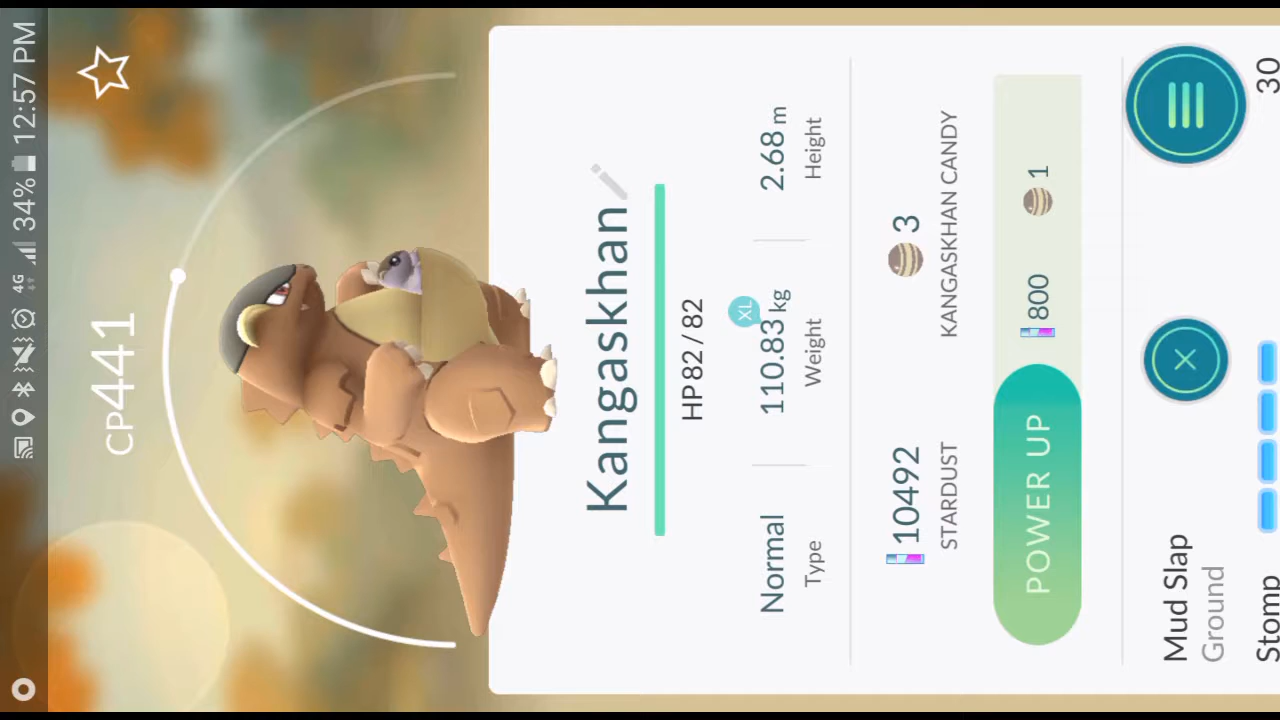 4G 34% 12:57 PM
CP441
Kangaskhan
HP 82 / 82
XL
Normal 110.83 kg 2.68 m
Type Weight Height
10492 3
STARDUST KANGASKHAN CANDY
POWER UP 800 1
Mud Slap
Ground
Stomp 30